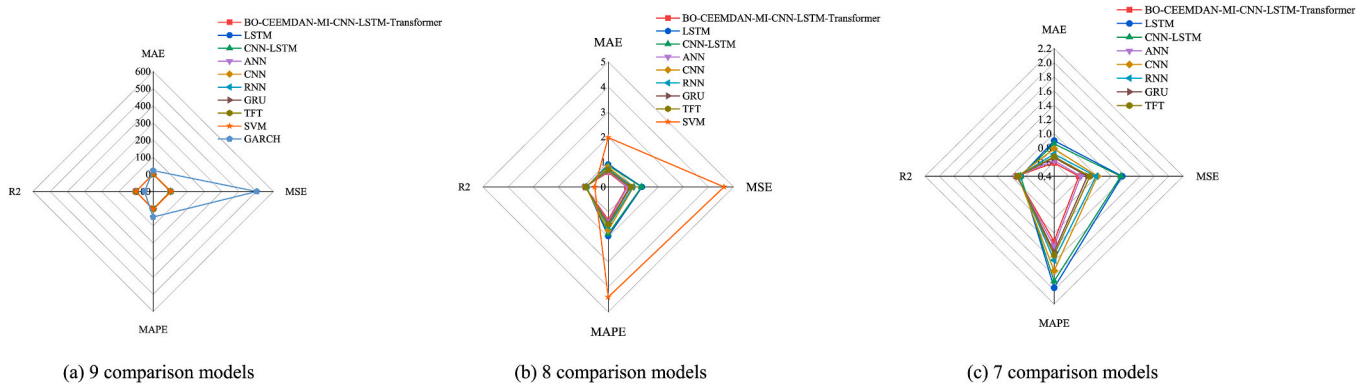 BO-CEEMDAN-MI-CNN-LSTM-Transformer
LSTM
CNN-LSTM
ANN
CNN
RNN
GRU
TFT
SVM
GARCH
MAE
600
400
300
200
100
0
R2
MSE
MAPE
(a) 9 comparison models
BO-CEEMDAN-MI-CNN-LSTM-Transformer
LSTM
CNN-LSTM
ANN
CNN
RNN
GRU
TFT
SVM
MAE
5
4
3
2
1
0
R2
MSE
MAPE
(b) 8 comparison models
BO-CEEMDAN-MI-CNN-LSTM-Transformer
LSTM
CNN-LSTM
ANN
CNN
RNN
GRU
TFT
MAE
2.2
2.0
1.8
1.6
1.4
1.2
1.0
0.4
R2
MSE
MAPE
(c) 7 comparison models